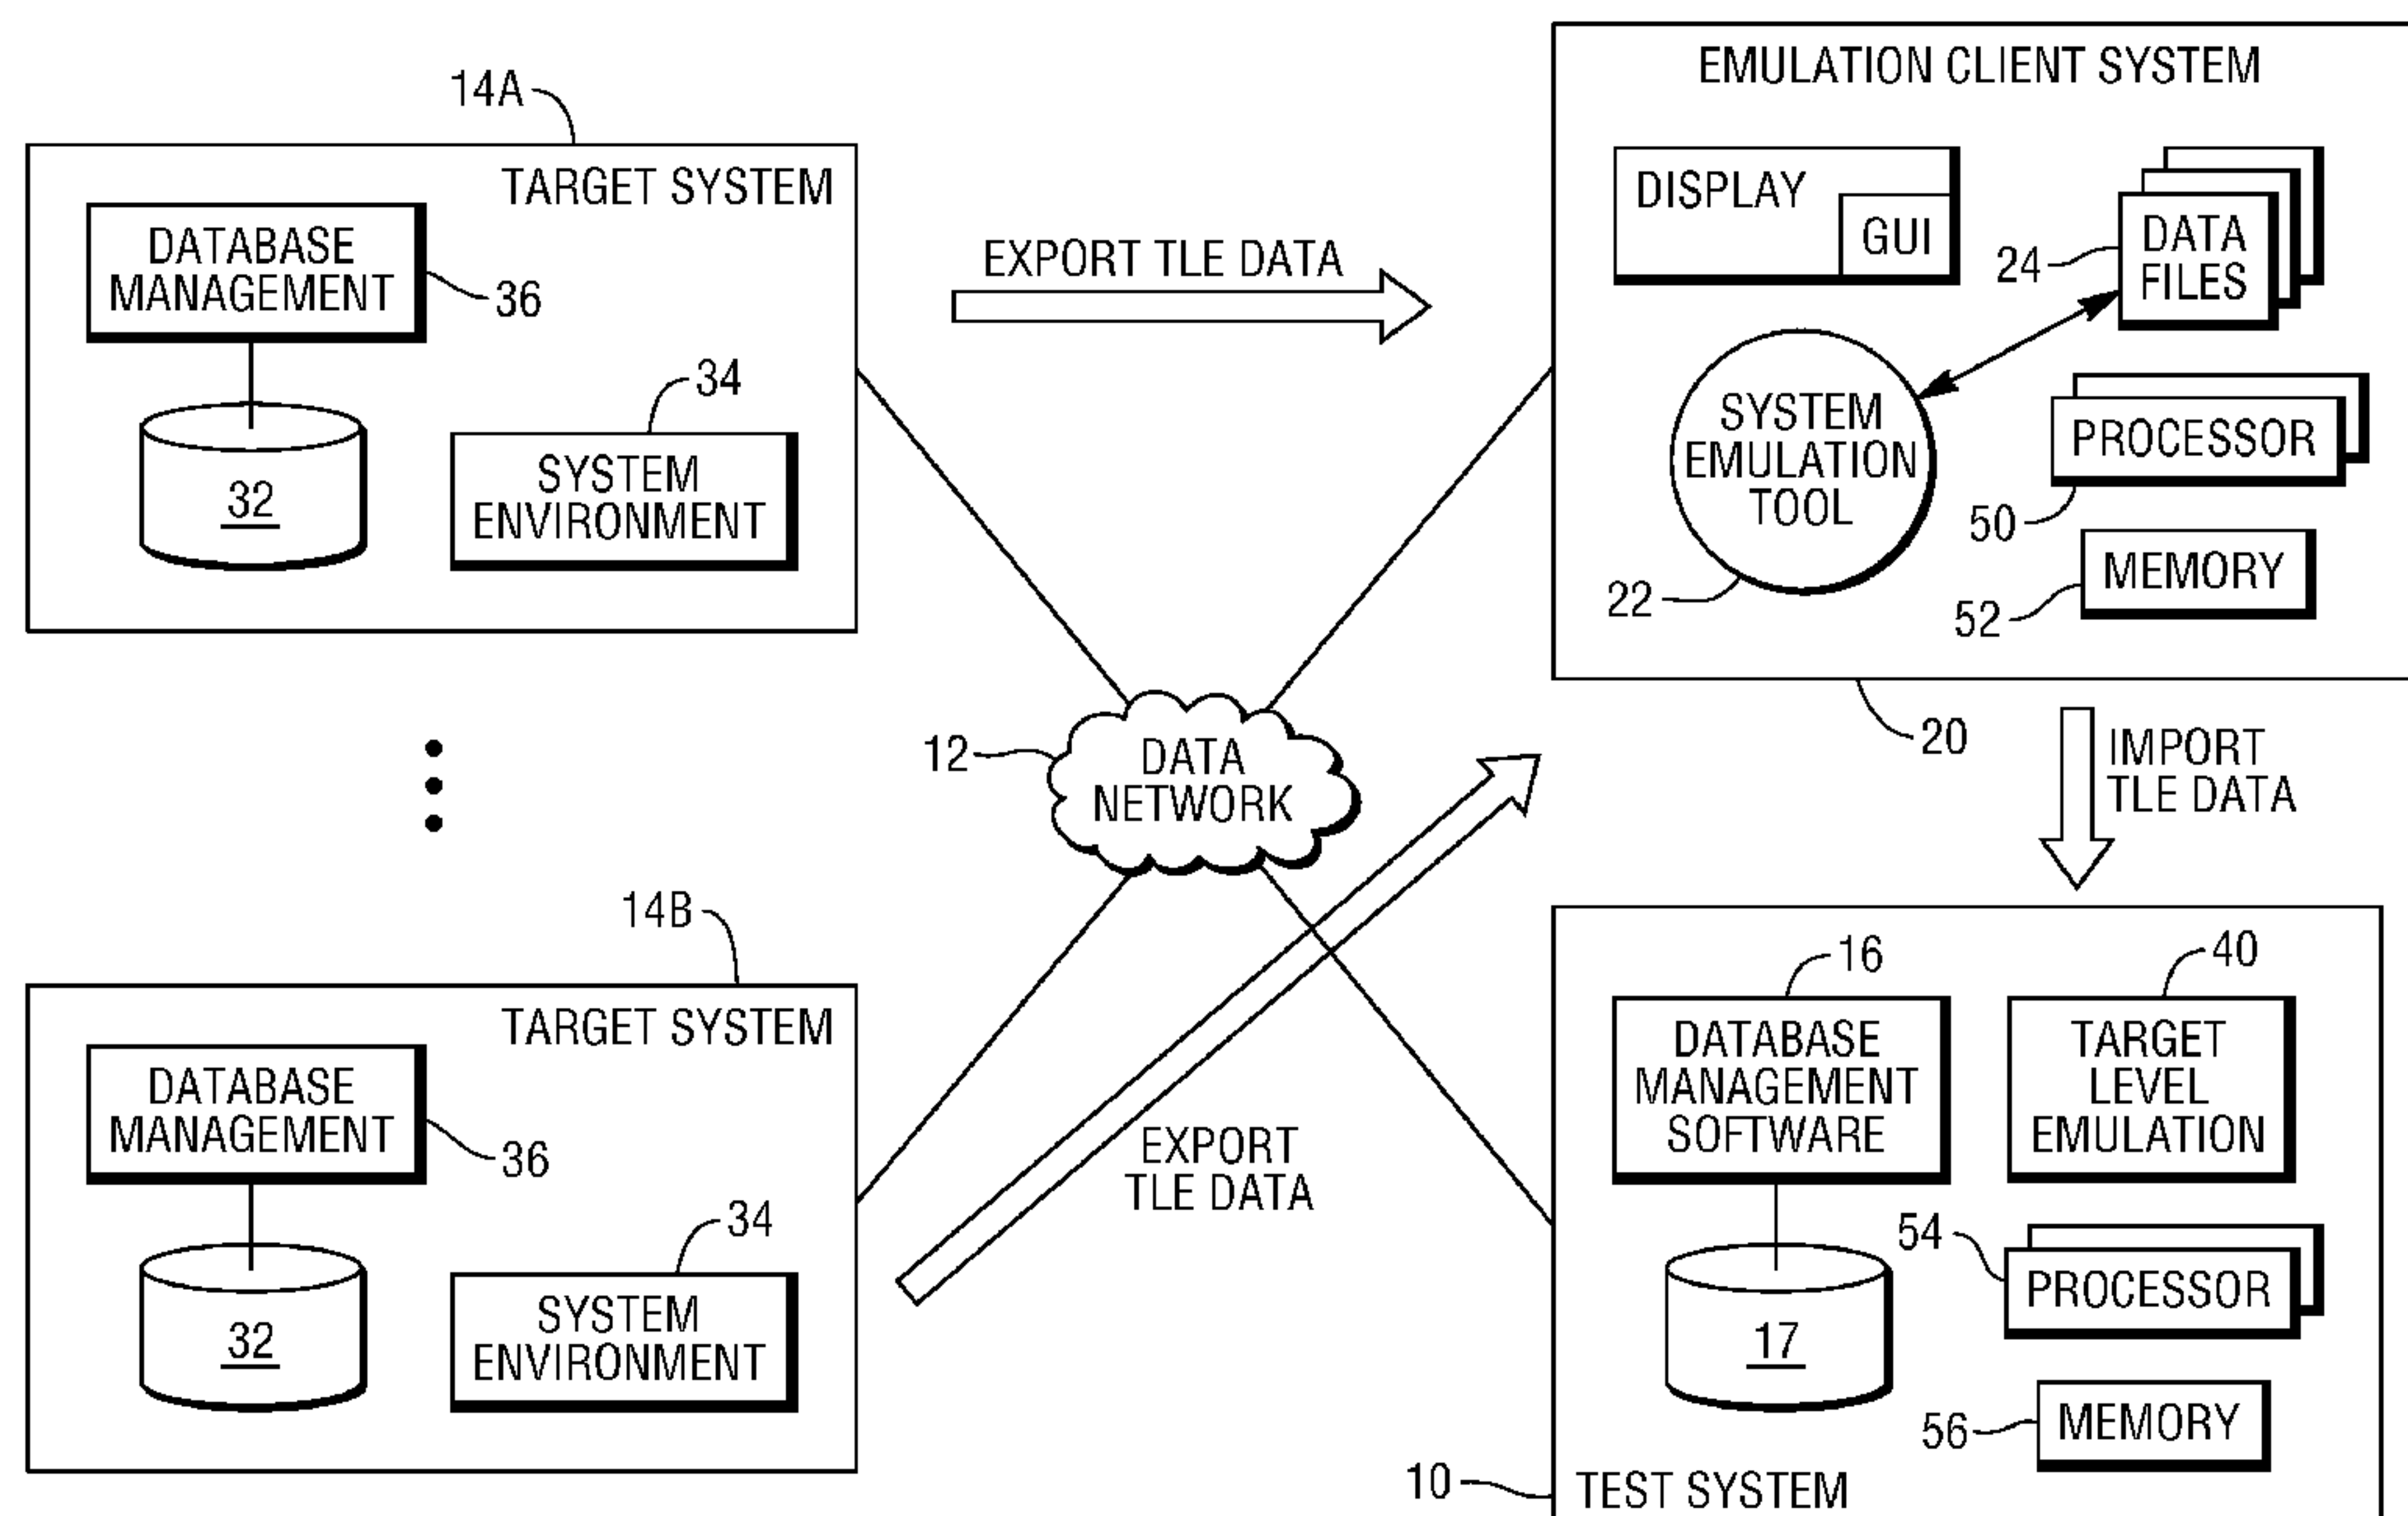 14A
TARGET SYSTEM
DATABASE
MANAGEMENT
36
34
32
SYSTEM
ENVIRONMENT
EXPORT TLE DATA
EMULATION CLIENT SYSTEM
DISPLAY
GUI
24
DATA
FILES
SYSTEM
EMULATION
TOOL
PROCESSOR
50
22
MEMORY
52
20
12
DATA
NETWORK
IMPORT
TLE DATA
14B
TARGET SYSTEM
DATABASE
MANAGEMENT
36
34
32
SYSTEM
ENVIRONMENT
EXPORT
TLE DATA
16
40
DATABASE
MANAGEMENT
SOFTWARE
TARGET
LEVEL
EMULATION
54
PROCESSOR
17
56
MEMORY
10
TEST SYSTEM